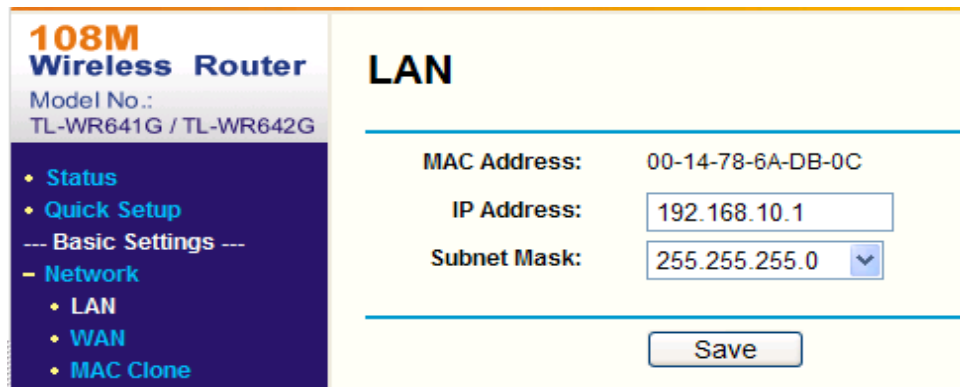 108M
Wireless Router
Model No.:
TL-WR641G / TL-WR642G
• Status
• Quick Setup
--- Basic Settings ---
– Network
• LAN
• WAN
• MAC Clone
LAN
MAC Address: 00-14-78-6A-DB-0C
IP Address: 192.168.10.1
Subnet Mask: 255.255.255.0
Save